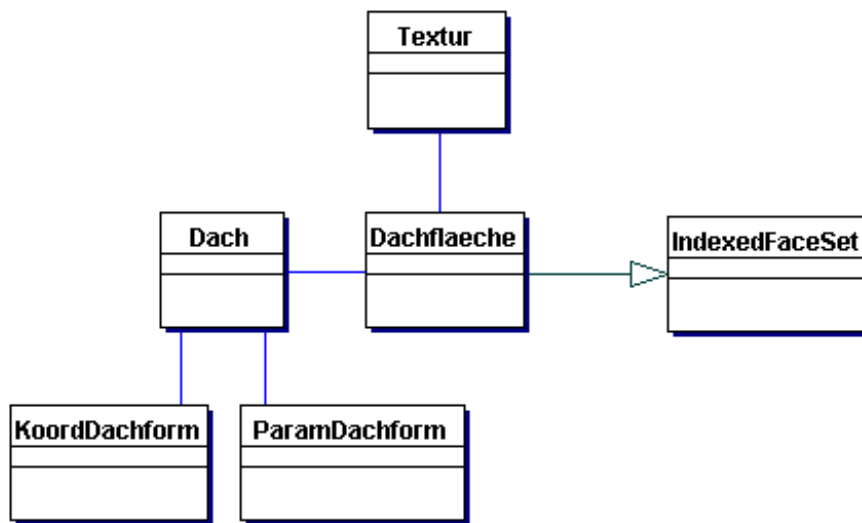 Textur
Dach
Dachflaeche
IndexedFaceSet
KoordDachform
ParamDachform